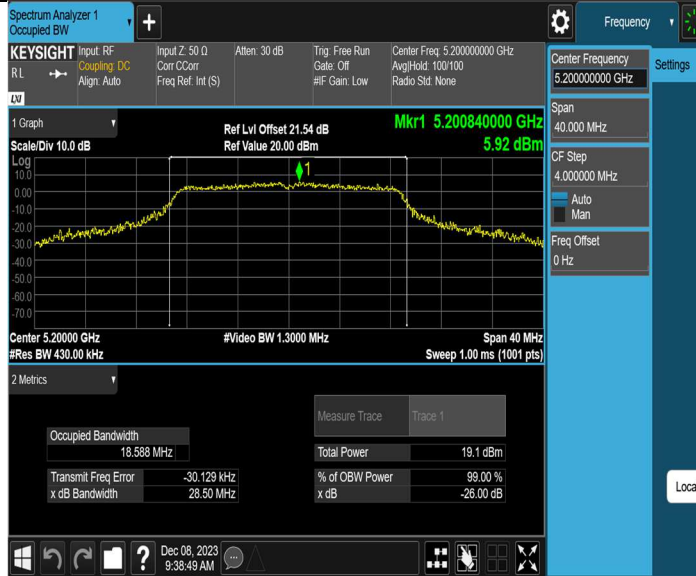 Spectrum Analyzer 1
Occupied BW
+
Frequency
KEYSIGHT
RL
LXI
Input: RF
Coupling: DC
Align: Auto
Input Z: 50 Ω
Corr CCorr
Freq Ref: Int (S)
Atten: 30 dB
Trig: Free Run
Gate: Off
#IF Gain: Low
Center Freq: 5.200000000 GHz
Avg|Hold: 100/100
Radio Std: None
Center Frequency
5.200000000 GHz
Settings
Span
40.000 MHz
CF Step
4.000000 MHz
Auto
Man
Freq Offset
0 Hz
1 Graph
Scale/Div 10.0 dB
Ref Lvl Offset 21.54 dB
Ref Value 20.00 dBm
Mkr1 5.200840000 GHz
5.92 dBm
Log
10.0
0.00
-10.0
-20.0
-30.0
-40.0
-50.0
-60.0
-70.0
1
Center 5.20000 GHz
#Res BW 430.00 kHz
#Video BW 1.3000 MHz
Span 40 MHz
Sweep 1.00 ms (1001 pts)
2 Metrics
Measure Trace
Trace 1
Occupied Bandwidth
18.588 MHz
Total Power
19.1 dBm
Transmit Freq Error
-30.129 kHz
% of OBW Power
99.00 %
x dB Bandwidth
28.50 MHz
x dB
-26.00 dB
Loca
?
Dec 08, 2023
9:38:49 AM